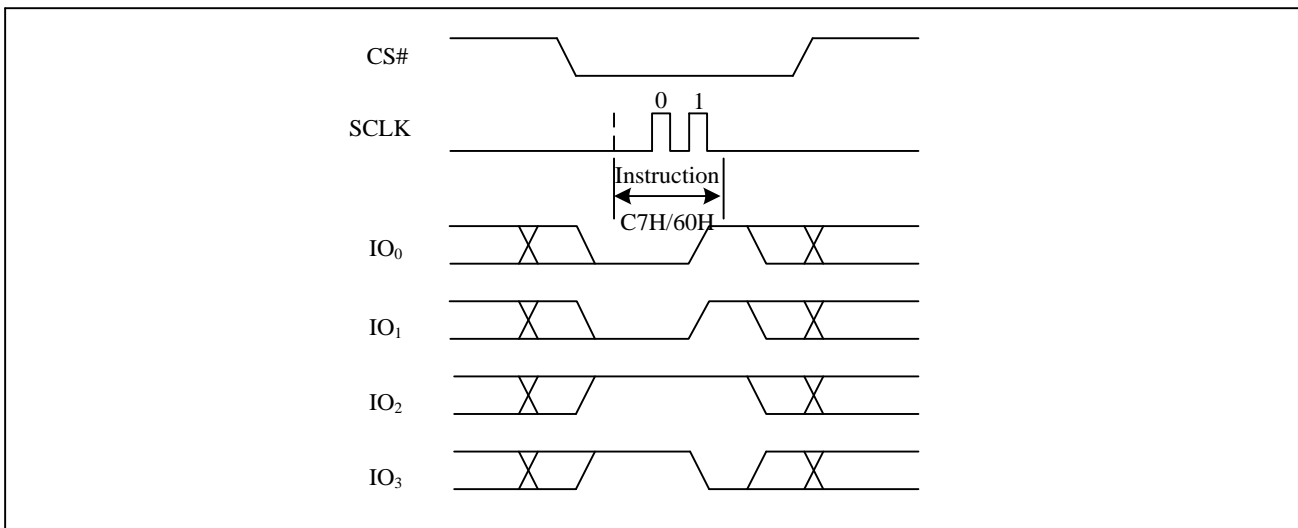 CS#
0 1
SCLK
Instruction
C7H/60H
IO0
IO1
IO2
IO3